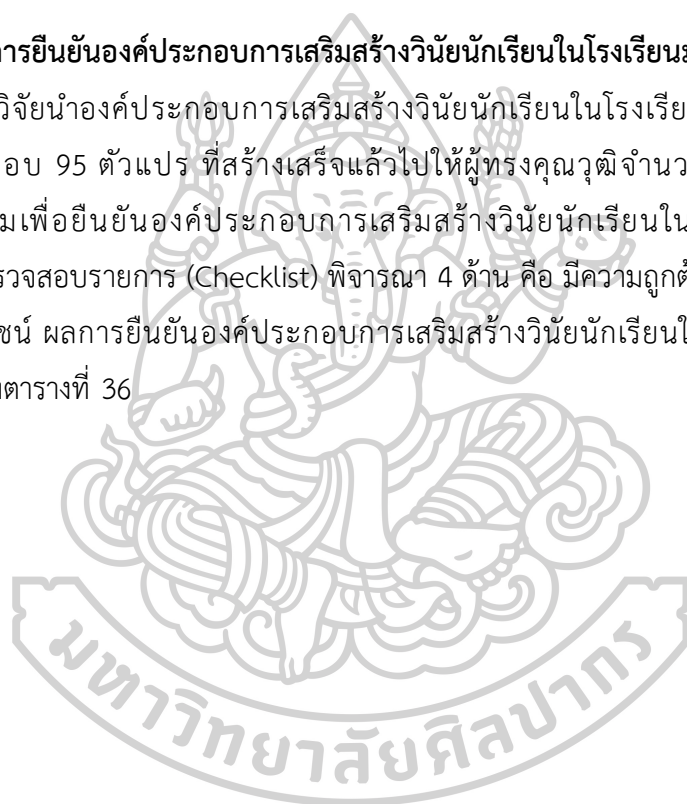 การยืนยันองค์ประกอบการเสริมสร้างวินัยนักเรียนในโรงเรียน
วิจัยนำองค์ประกอบการเสริมสร้างวินัยนักเรียนในโรงเรีย
อบ 95 ตัวแปร ที่สร้างเสร็จแล้วไปให้ผู้ทรงคุณวุฒิจำนว
มเพื่อยืนยันองค์ประกอบการเสริมสร้างวินัยนักเรียนใน
รวจสอบรายการ (Checklist) พิจารณา 4 ด้าน คือ มีความถูกต้
ชน์ ผลการยืนยันองค์ประกอบการเสริมสร้างวินัยนักเรียนใ
ตารางที่ 36
มหาวิทยาลัยศิลปากร